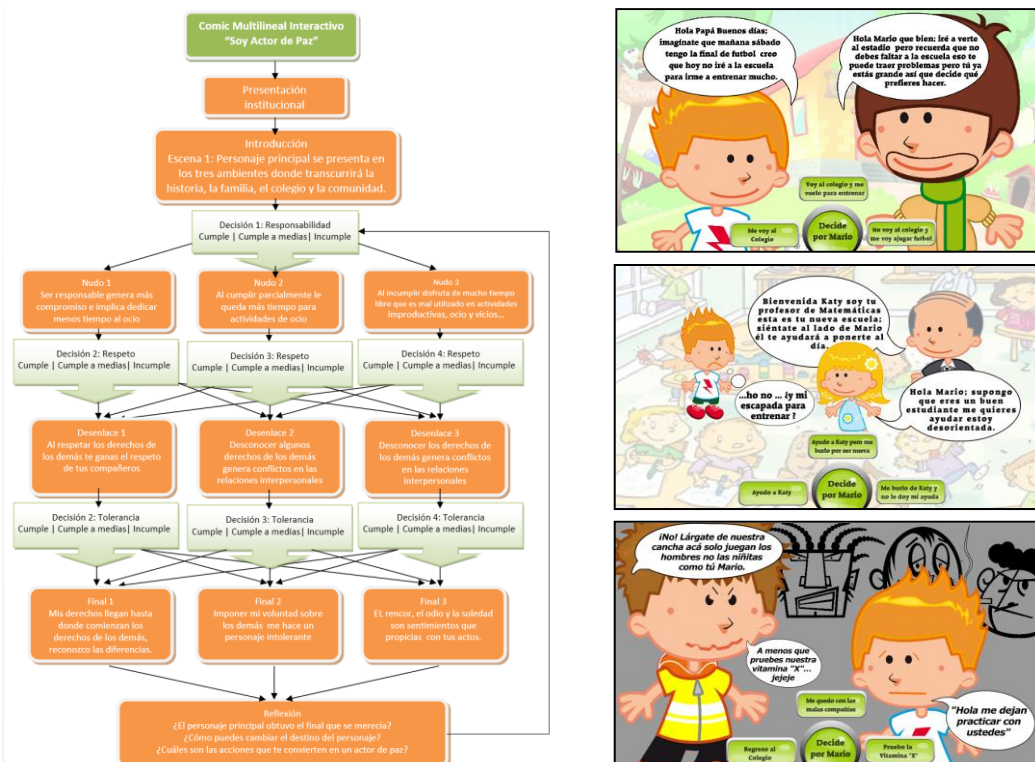 Comic Multilineal Interactivo
"Soy Actor de Paz"
Presentación
institucional
Introducción
Escena 1: Personaje principal se presenta en
los tres ambientes donde transcurrirá la
historia, la familia, el colegio y la comunidad.
Decisión 1: Responsabilidad
Cumple | Cumple a medias| Incumple
Nudo 1
Ser responsable genera más
compromiso e implica dedicar
menos tiempo al ocio
Nudo 2
Al cumplir parcialmente le
queda más tiempo para
actividades de ocio
Nudo 3
Al incumplir disfruta de mucho tiempo
libre que es mal utilizado en actividades
improductivas, ocio y vicios...
Decisión 2: Respeto
Cumple | Cumple a medias| Incumple
Decisión 3: Respeto
Cumple | Cumple a medias| Incumple
Decisión 4: Respeto
Cumple | Cumple a medias| Incumple
Desenlace 1
Al respetar los derechos de
los demás te ganas el respeto
de tus compañeros
Desenlace 2
Desconocer algunos
derechos de los demás
genera conflictos en las
relaciones interpersonales
Desenlace 3
Desconocer los derechos de
los demás genera conflictos
en las relaciones
interpersonales
Decisión 2: Tolerancia
Cumple | Cumple a medias| Incumple
Decisión 3: Tolerancia
Cumple | Cumple a medias| Incumple
Decisión 4: Tolerancia
Cumple | Cumple a medias| Incumple
Final 1
Mis derechos llegan hasta
donde comienzan los
derechos de los demás,
reconozco las diferencias.
Final 2
Imponer mi voluntad sobre
los demás me hace un
personaje intolerante
Final 3
EL rencor, el odio y la soledad
son sentimientos que
propicias con tus actos.
Reflexión
¿El personaje principal obtuvo el final que se merecía?
¿Cómo puedes cambiar el destino del personaje?
¿Cuáles son las acciones que te convierten en un actor de paz?
Hola Papá Buenos días;
imagínate que mañana sábado
tengo la final de futbol creo
que hoy no iré a la escuela
para irme a entrenar mucho.
Hola Mario que bien; iré a verte
al estadio pero recuerda que no
debes faltar a la escuela eso te
puede traer problemas pero tú ya
estás grande así que decide qué
prefieres hacer.
Voy al colegio y me
vuelo para entrenar
Me voy al
Colegio
Decide
por Mario
No voy al colegio y
me voy ajugar futbol
Bienvenida Katy soy tu
profesor de Matemáticas
esta es tu nueva escuela;
siéntate al lado de Mario
él te ayudará a ponerte al
día.
...ho no ... ¡y mi
escapada para
entrenar ?
Hola Mario; supongo
que eres un buen
estudiante me quieres
ayudar estoy
desorientada.
Ayudo a Katy pero me
burlo por ser nueva
Ayudo a Katy
Decide
por Mario
Me burlo de Katy y
no le doy mi ayuda
¡No! Lárgate de nuestra
cancha acá solo juegan los
hombres no las niñitas
como tú Mario.
A menos que
pruebes nuestra
vitamina "X"...
jejeje
"Hola me dejan
practicar con
ustedes"
Me quedo con las
malas compañías
Regreso al
Colegio
Decide
por Mario
Pruebo la
Vitamina "X"